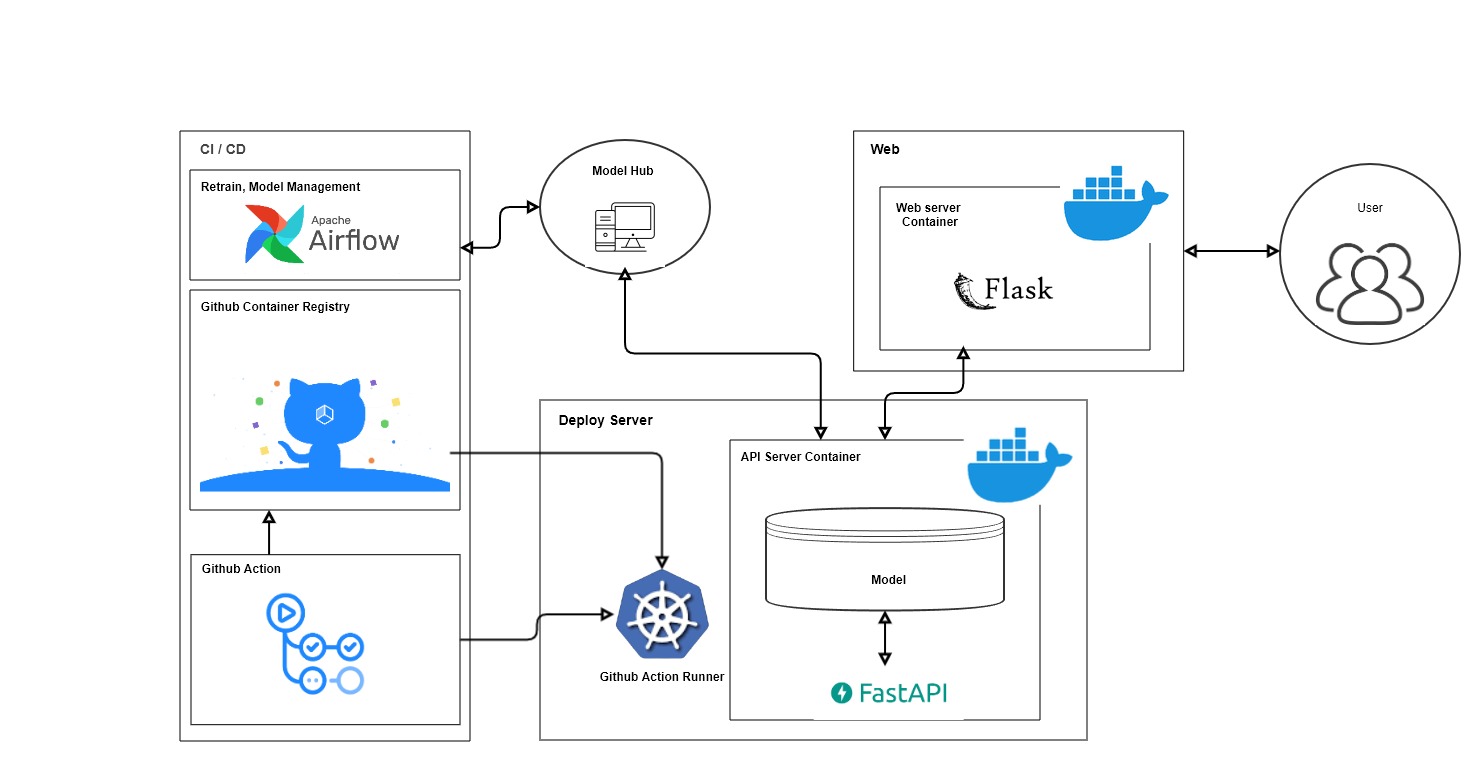 CI / CD
Retrain, Model Management
Apache
Airflow
Github Container Registry
Github Action
Model Hub
Web
Web server
Container
Flask
User
Deploy Server
API Server Container
Model
FastAPI
Github Action Runner